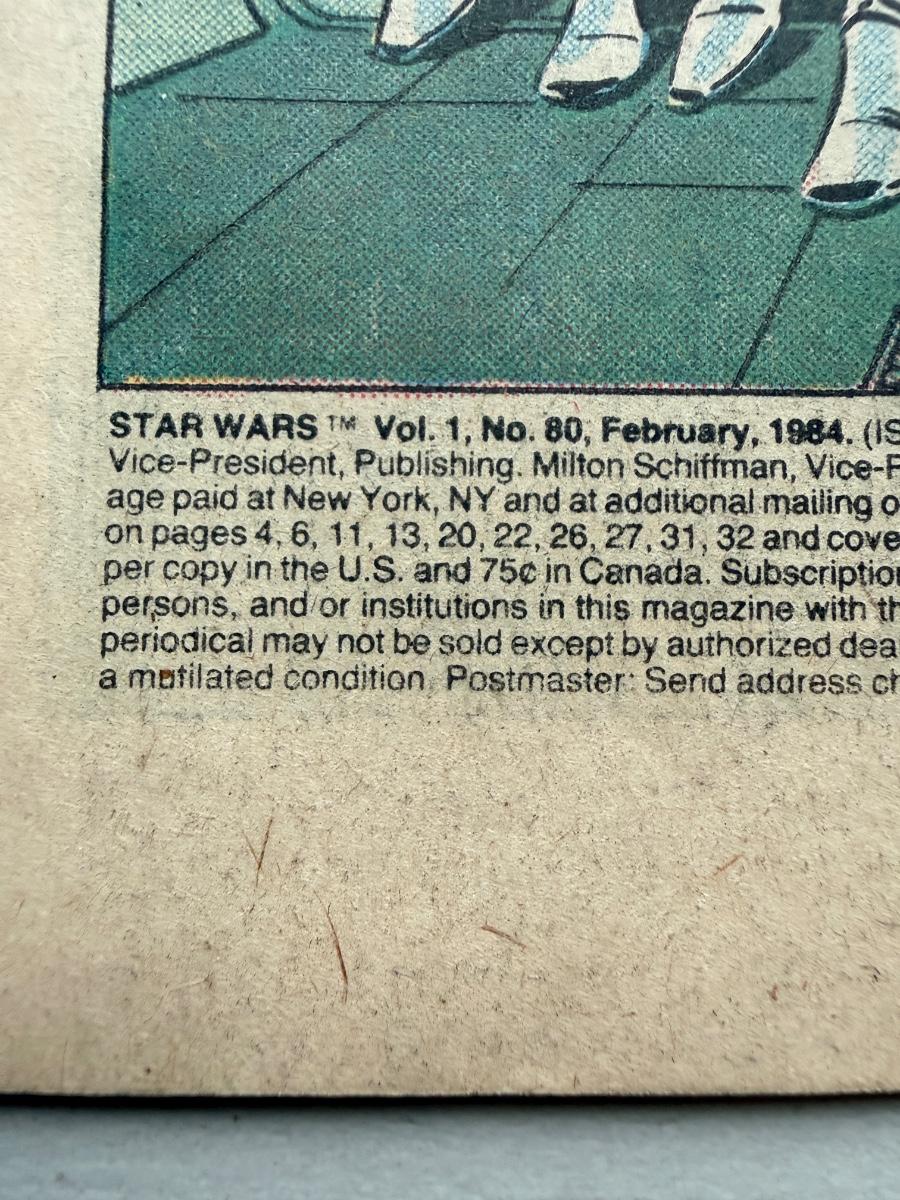 STAR WARS ™ Vol. 1, No. 80, February, 1984. (IS
Vice-President, Publishing. Milton Schiffman, Vice-P
age paid at New York, NY and at additional mailing o
on pages 4, 6, 11, 13, 20, 22, 26, 27, 31, 32 and cove
per copy in the U.S. and 75¢ in Canada. Subscription
persons, and/or institutions in this magazine with th
periodical may not be sold except by authorized dea
a mutilated condition. Postmaster: Send address ch